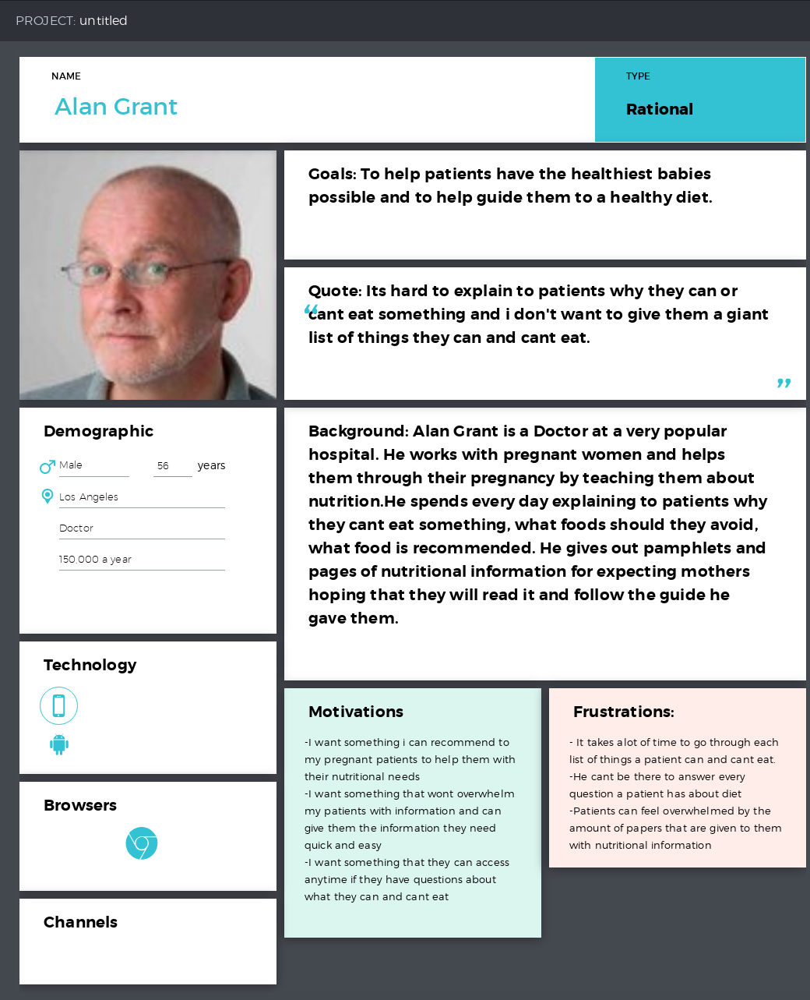 PROJECT: untitled
NAME
Alan Grant
TYPE
Rational
Goals: To help patients have the healthiest babies
possible and to help guide them to a healthy diet.
Quote: Its hard to explain to patients why they can or
cant eat something and i don't want to give them a giant
list of things they can and cant eat.
“
”
Demographic
Male 56 years
Los Angeles
Doctor
150,000 a year
Background: Alan Grant is a Doctor at a very popular
hospital. He works with pregnant women and helps
them through their pregnancy by teaching them about
nutrition.He spends every day explaining to patients why
they cant eat something, what foods should they avoid,
what food is recommended. He gives out pamphlets and
pages of nutritional information for expecting mothers
hoping that they will read it and follow the guide he
gave them.
Technology
Browsers
Channels
Motivations
-I want something i can recommend to
my pregnant patients to help them with
their nutritional needs
-I want something that wont overwhelm
my patients with information and can
give them the information they need
quick and easy
-I want something that they can access
anytime if they have questions about
what they can and cant eat
Frustrations:
- It takes alot of time to go through each
list of things a patient can and cant eat.
-He cant be there to answer every
question a patient has about diet
-Patients can feel overwhelmed by the
amount of papers that are given to them
with nutritional information